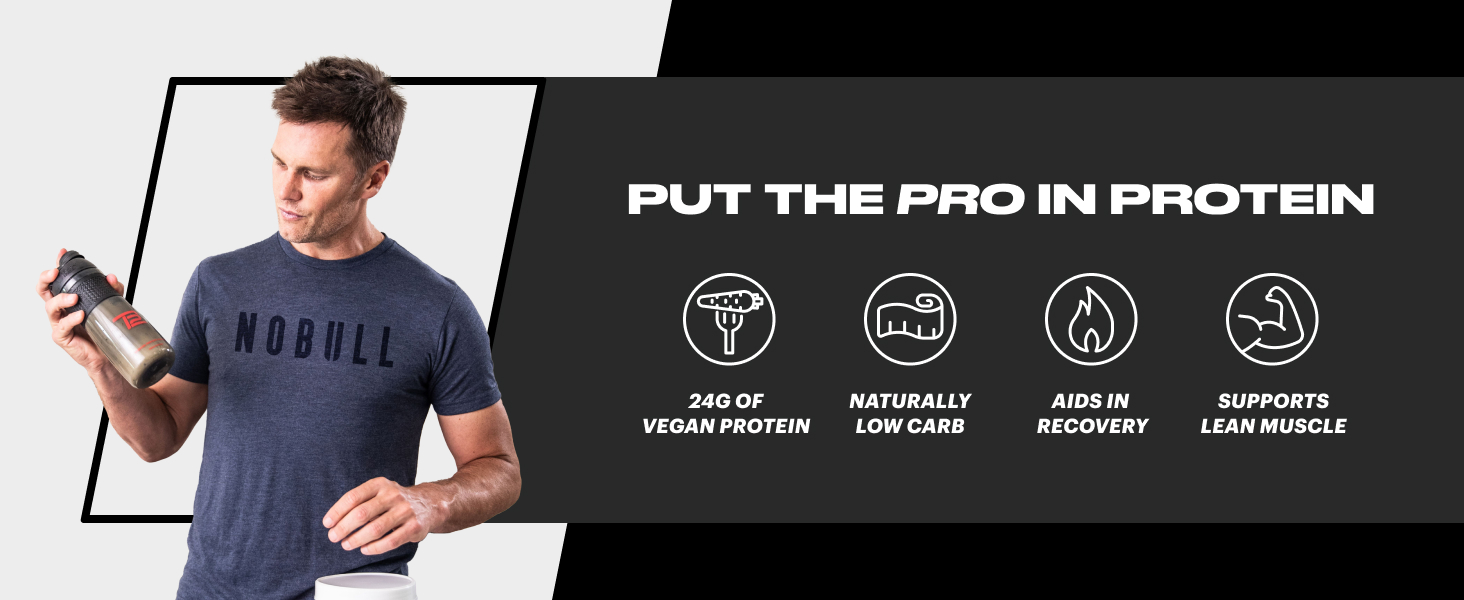 NOBULL
PUT THE PRO IN PROTEIN
24G OF
VEGAN PROTEIN
NATURALLY
LOW CARB
AIDS IN
RECOVERY
SUPPORTS
LEAN MUSCLE